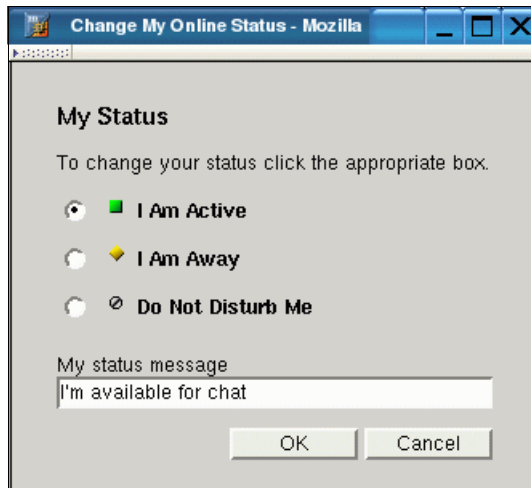 Change My Online Status - Mozilla
My Status
To change your status click the appropriate box.
I Am Active
I Am Away
Do Not Disturb Me
My status message
I'm available for chat
OK Cancel